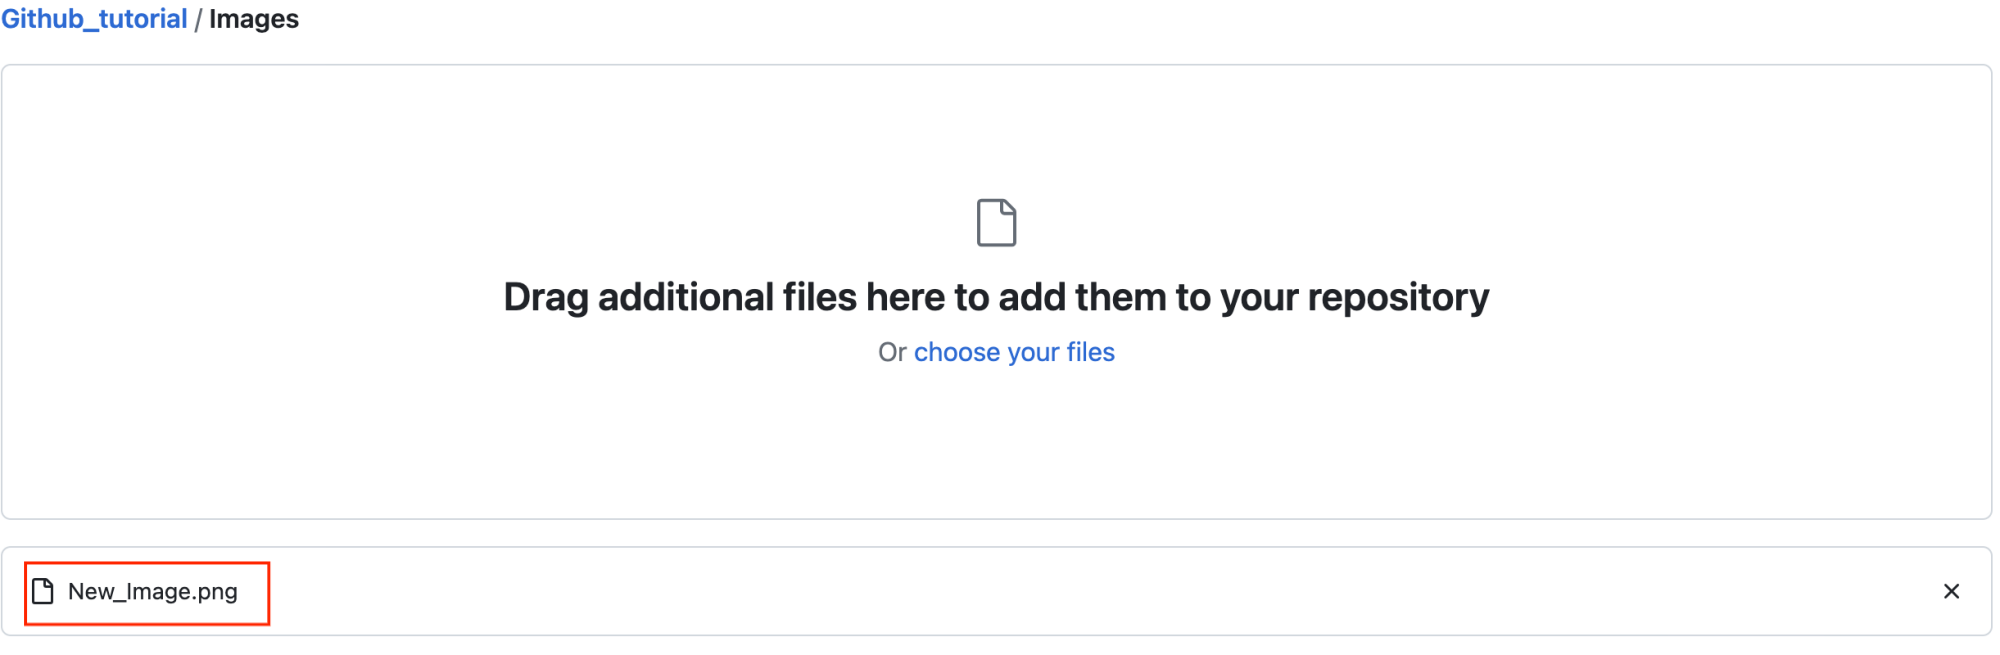 Github_tutorial / Images
Drag additional files here to add them to your repository
Or choose your files
New_Image.png